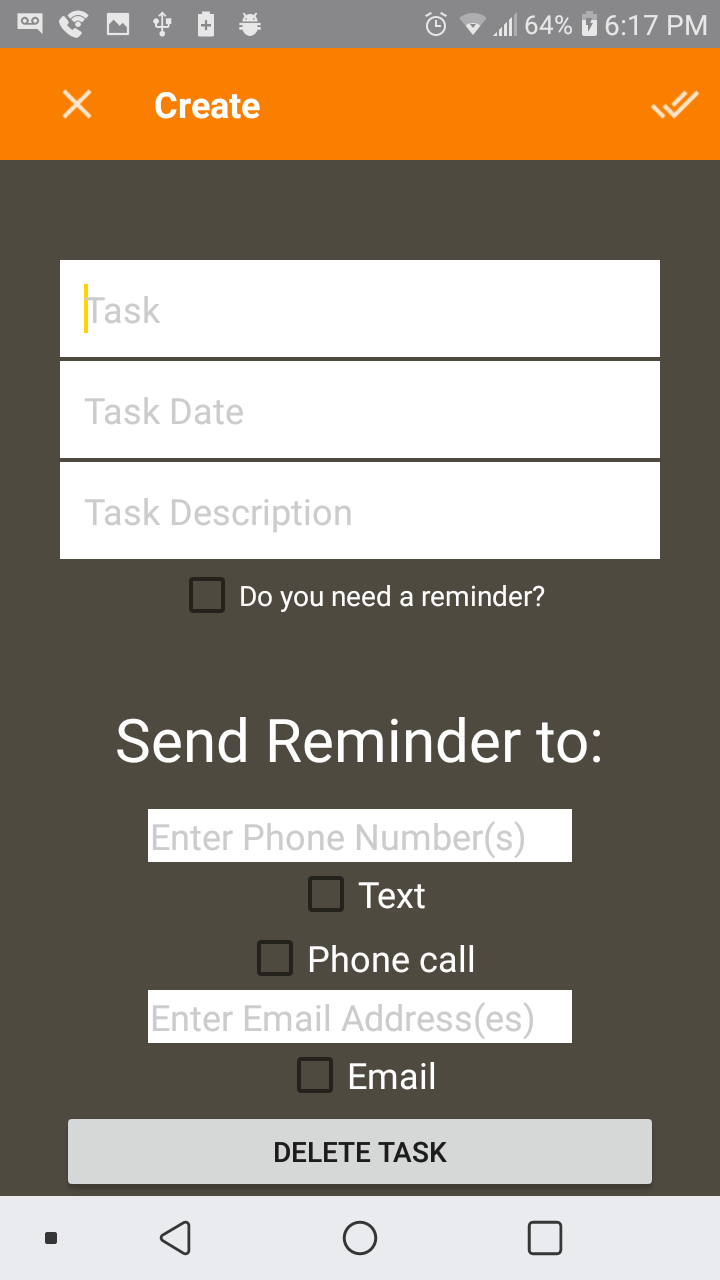 64% 6:17 PM
Create
Task
Task Date
Task Description
Do you need a reminder?
Send Reminder to:
Enter Phone Number(s)
Text
Phone call
Enter Email Address(es)
Email
DELETE TASK